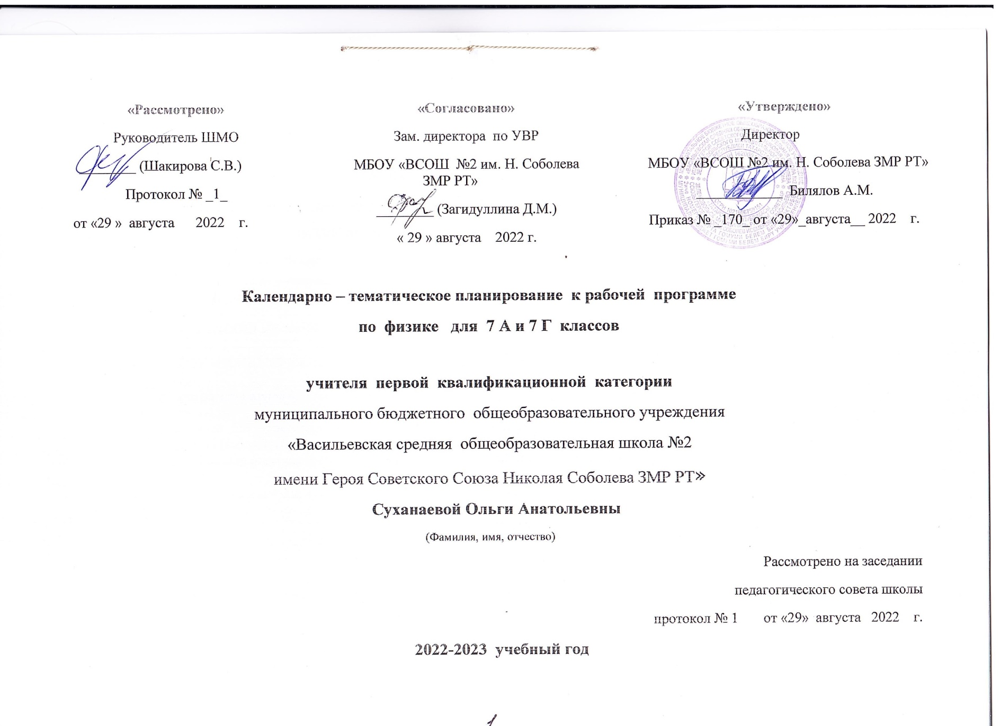 «Рассмотрено»
Руководитель ШМО
________ (Шакирова С.В.)
Протокол № _1_
от «29 » августа 2022 г.
«Согласовано»
Зам. директора по УВР
МБОУ «ВСОШ №2 им. Н. Соболева
ЗМР РТ»
________ (Загидуллина Д.М.)
« 29 » августа 2022 г.
«Утверждено»
Директор
МБОУ «ВСОШ №2 им. Н. Соболева ЗМР РТ»
____________ Билялов А.М.
Приказ № _170_ от «29»_августа__ 2022 г.
Календарно – тематическое планирование к рабочей программе
по физике для 7 А и 7 Г классов
учителя первой квалификационной категории
муниципального бюджетного общеобразовательного учреждения
«Васильевская средняя общеобразовательная школа №2
имени Героя Советского Союза Николая Соболева ЗМР РТ»
Суханаевой Ольги Анатольевны
(Фамилия, имя, отчество)
Рассмотрено на заседании
педагогического совета школы
протокол № 1 от «29» августа 2022 г.
2022-2023 учебный год
1